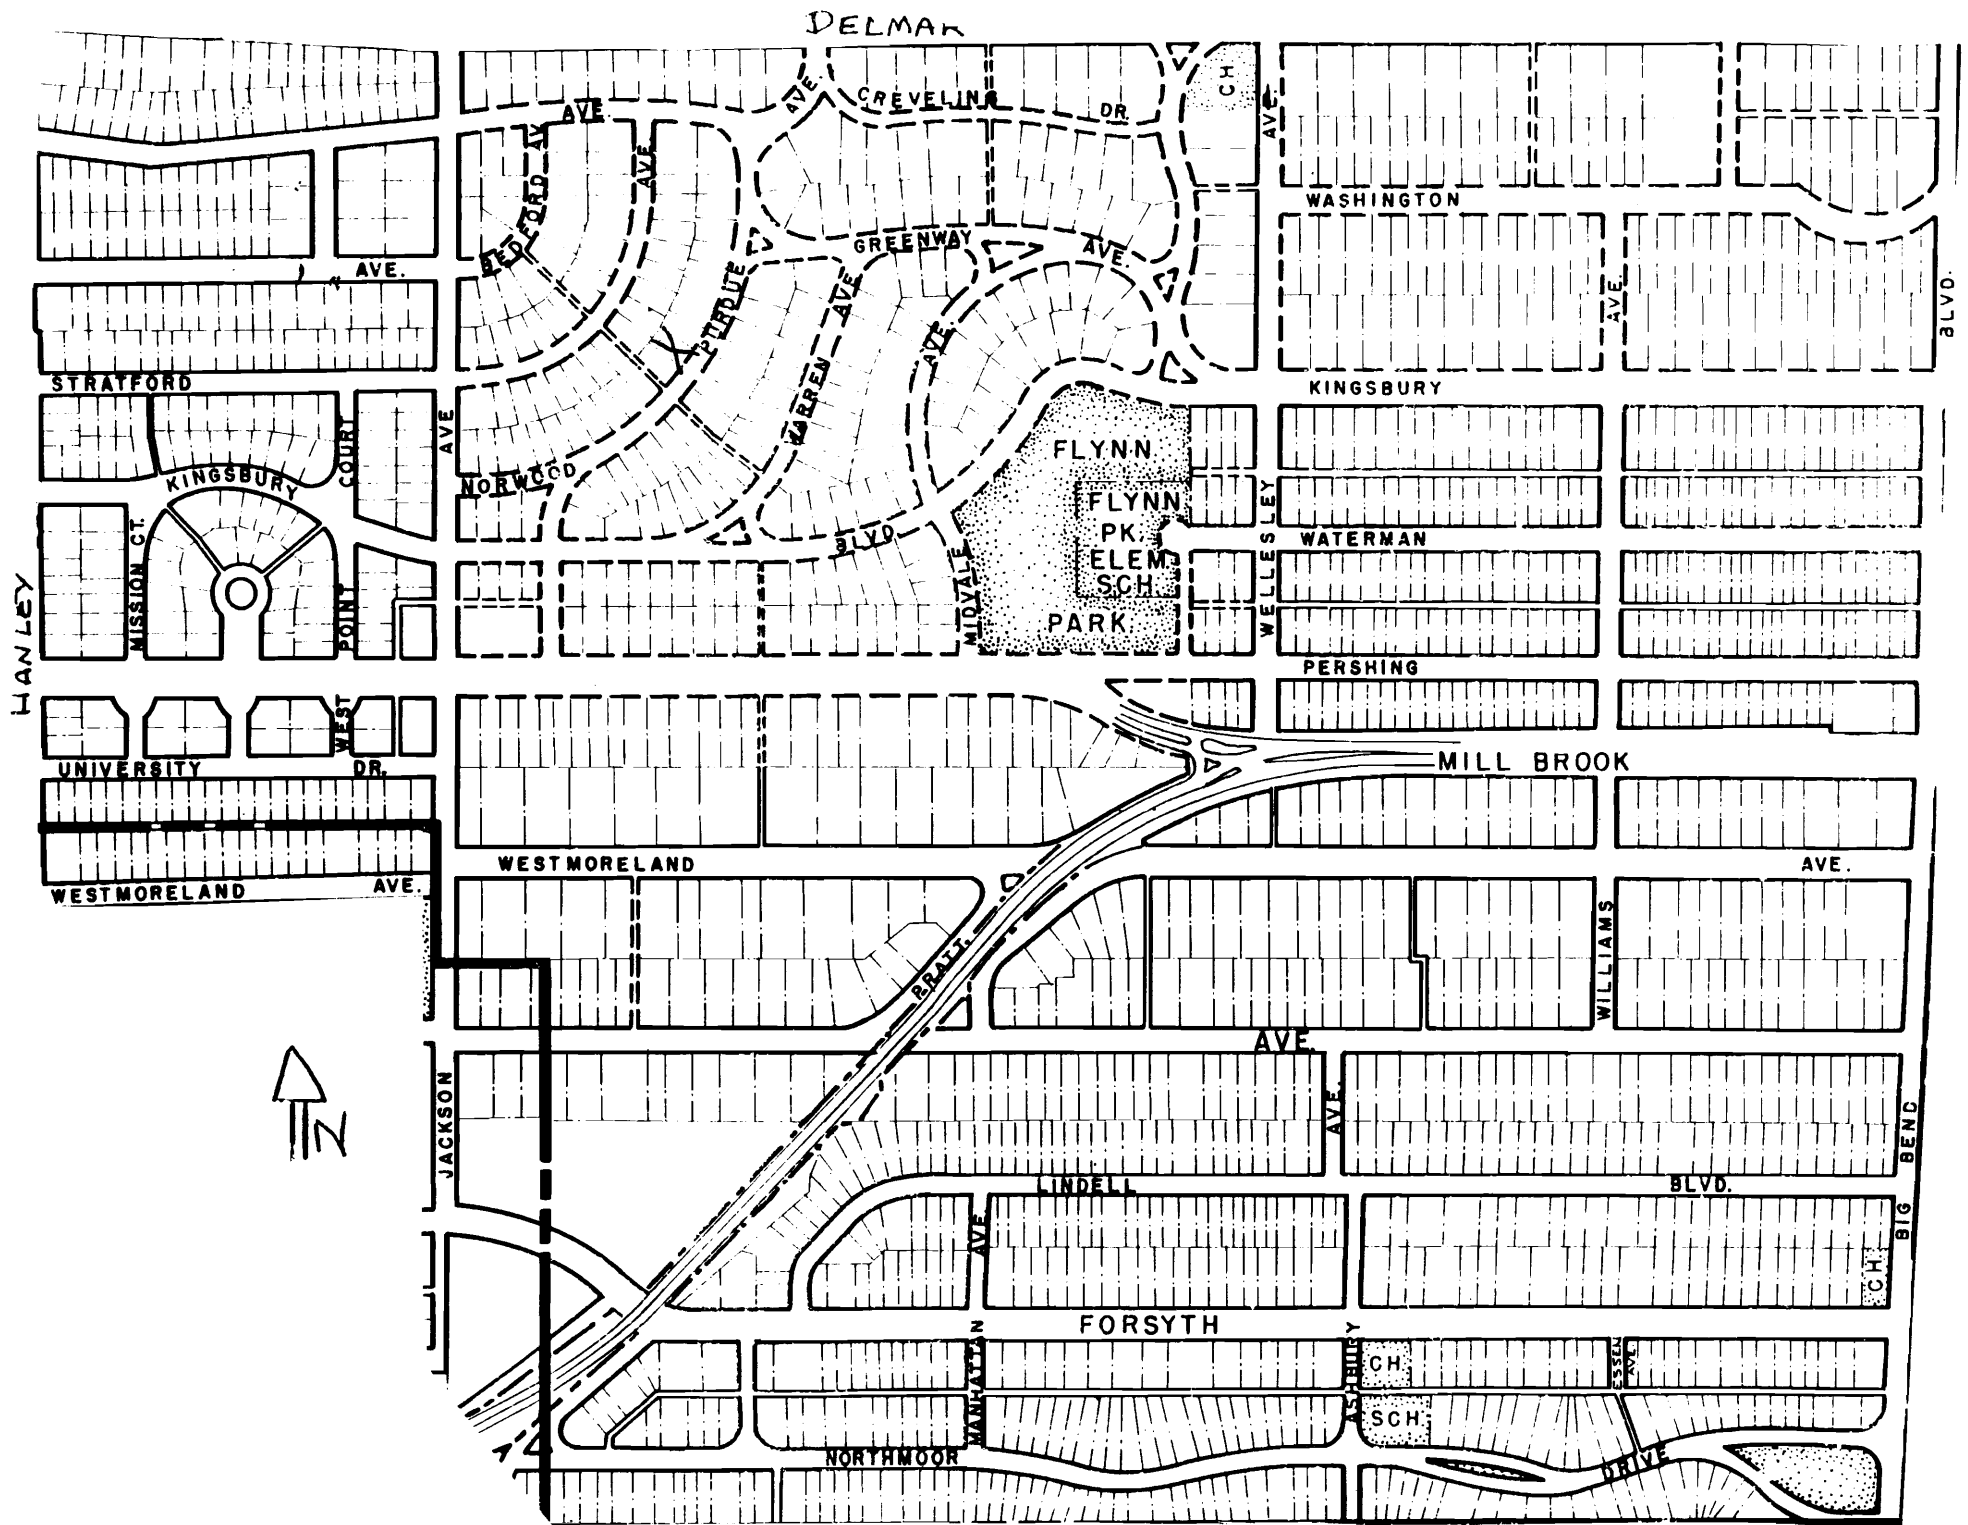 DELMAR
CH
AVE.
CREVELING
DR.
AVE.
AVE.
BEDFORD AV.
AVE.
WASHINGTON
GREENWAY
AVE.
AVE.
PURDUE
WARREN
AVE.
AVE.
AVE.
BLVD.
STRATFORD
KINGSBURY
AVE
COURT
KINGSBURY
NORWOOD
FLYNN
FLYNN
PK.
ELEM.
SCH.
PARK
WELLESLEY
WATERMAN
BLVD.
MIDVALE
MISSION CT.
POINT
WEST
HANLEY
PERSHING
UNIVERSITY
DR.
MILL BROOK
WESTMORELAND
AVE.
WESTMORELAND
AVE.
PRATT
WILLIAMS
AVE.
AVE.
JACKSON
N
LINDELL
BLVD.
BIG BEND
AVE.
CH
FORSYTH
MANHATTAN
ASHBURY
CH.
ESSEN
AVE.
SCH.
NORTHMOOR
DRIVE